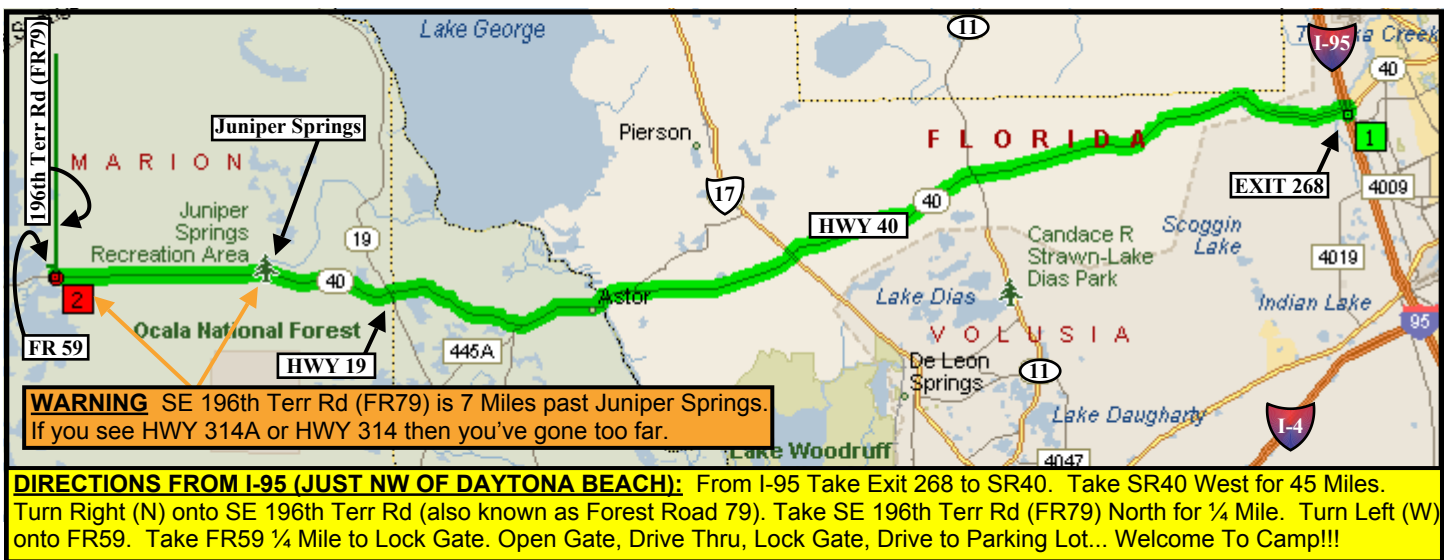 196th Terr Rd (FR79)
Lake George
11
I-95
Creek
40
Juniper Springs
Pierson
FLORIDA
1
MARION
17
EXIT 268
4009
Juniper
Springs
Recreation Area
19
40
HWY 40
Candace R
Strawn-Lake
Dias Park
Scoggin
Lake
4019
40
2
Astor
Lake Dias
Indian Lake
Ocala National Forest
VOLUSIA
95
FR 59
HWY 19
445A
De Leon
Springs
11
Lake Daugharty
I-4
WARNING SE 196th Terr Rd (FR79) is 7 Miles past Juniper Springs.
If you see HWY 314A or HWY 314 then you've gone too far.
Lake Woodruff
4047
DIRECTIONS FROM I-95 (JUST NW OF DAYTONA BEACH): From I-95 Take Exit 268 to SR40. Take SR40 West for 45 Miles.
Turn Right (N) onto SE 196th Terr Rd (also known as Forest Road 79). Take SE 196th Terr Rd (FR79) North for ¼ Mile. Turn Left (W)
onto FR59. Take FR59 ¼ Mile to Lock Gate. Open Gate, Drive Thru, Lock Gate, Drive to Parking Lot... Welcome To Camp!!!